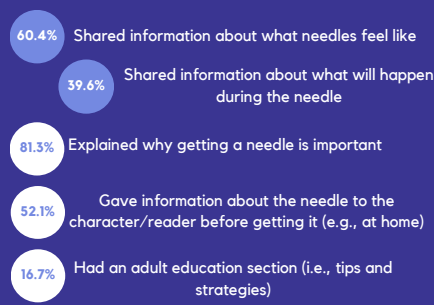 60.4% Shared information about what needles feel like
39.6% Shared information about what will happen
during the needle
81.3% Explained why getting a needle is important
52.1% Gave information about the needle to the
character/reader before getting it (e.g., at home)
16.7% Had an adult education section (i.e., tips and
strategies)